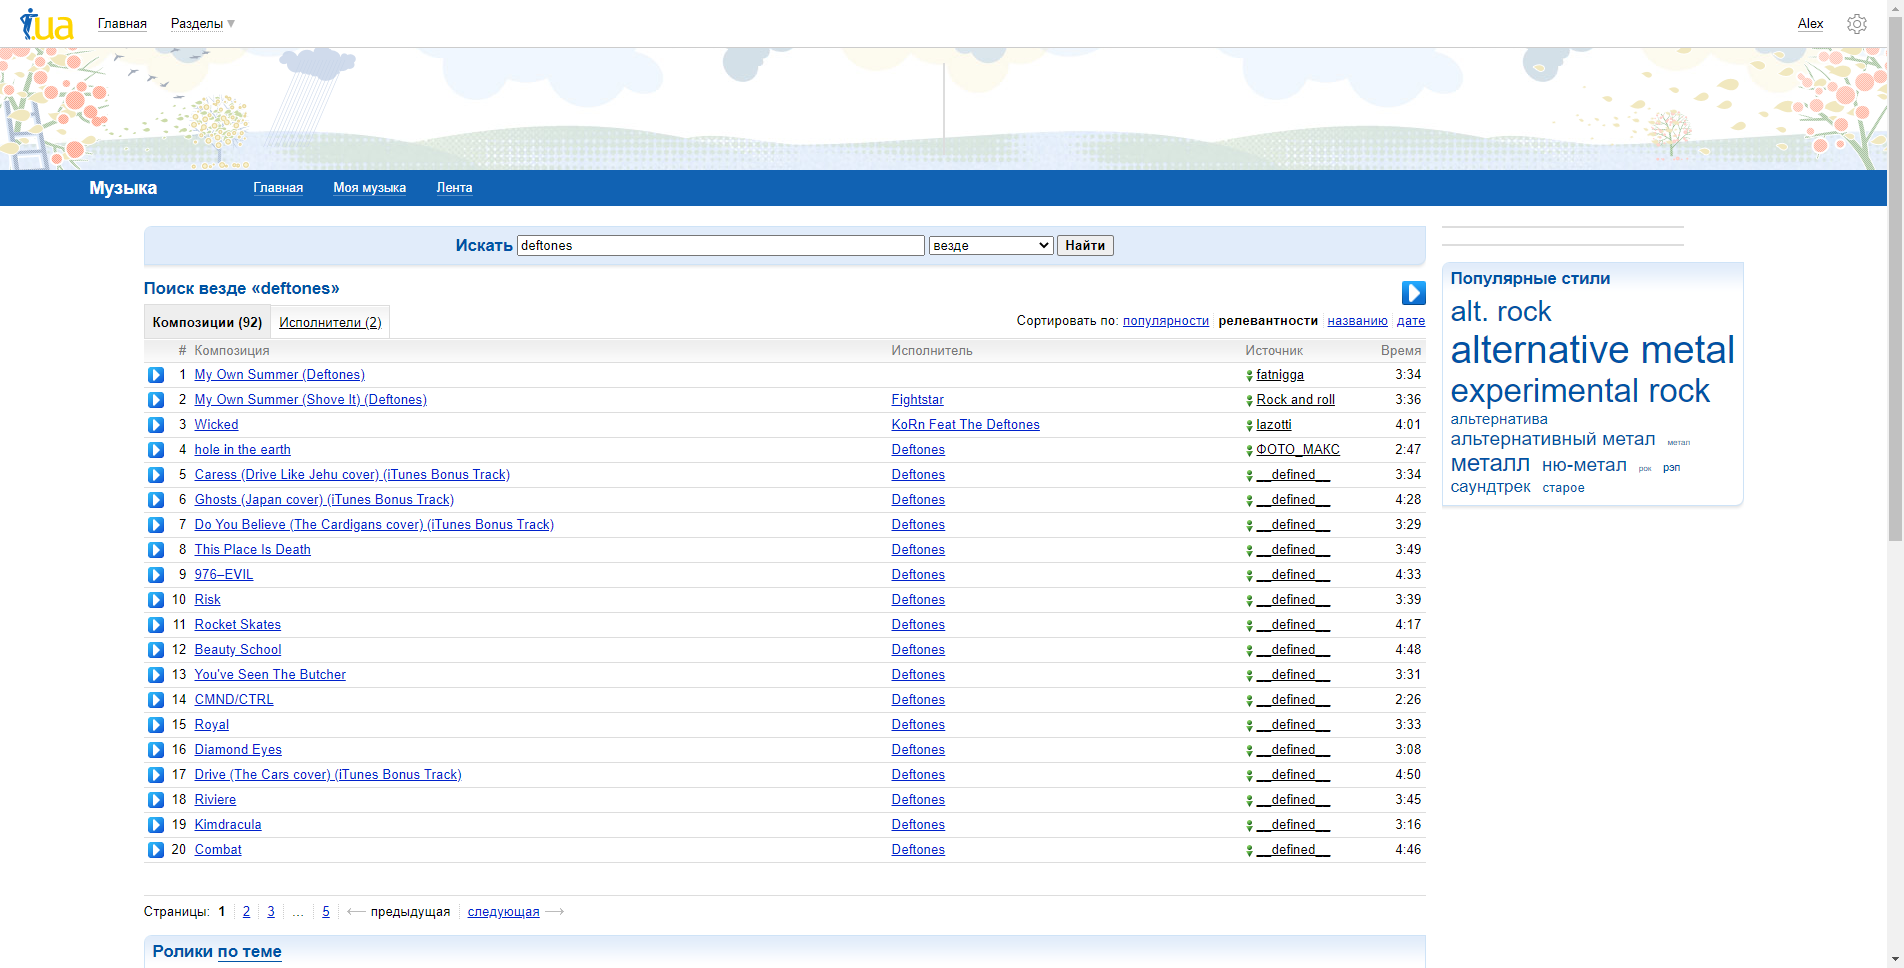 i.ua Главная Разделы Alex
Музыка Главная Моя музыка Лента
Искать deftones везде Найти
Поиск везде «deftones»
Композиции (92) Исполнители (2) Сортировать по: популярности релевантности названию дате
# Композиция Исполнитель Источник Время
1 My Own Summer (Deftones) fatnigga 3:34
2 My Own Summer (Shove It) (Deftones) Fightstar Rock and roll 3:36
3 Wicked KoRn Feat The Deftones lazotti 4:01
4 hole in the earth Deftones ФОТО_МАКС 2:47
5 Caress (Drive Like Jehu cover) (iTunes Bonus Track) Deftones __defined__ 3:34
6 Ghosts (Japan cover) (iTunes Bonus Track) Deftones __defined__ 4:28
7 Do You Believe (The Cardigans cover) (iTunes Bonus Track) Deftones __defined__ 3:29
8 This Place Is Death Deftones __defined__ 3:49
9 976–EVIL Deftones __defined__ 4:33
10 Risk Deftones __defined__ 3:39
11 Rocket Skates Deftones __defined__ 4:17
12 Beauty School Deftones __defined__ 4:48
13 You've Seen The Butcher Deftones __defined__ 3:31
14 CMND/CTRL Deftones __defined__ 2:26
15 Royal Deftones __defined__ 3:33
16 Diamond Eyes Deftones __defined__ 3:08
17 Drive (The Cars cover) (iTunes Bonus Track) Deftones __defined__ 4:50
18 Riviere Deftones __defined__ 3:45
19 Kimdracula Deftones __defined__ 3:16
20 Combat Deftones __defined__ 4:46
Страницы: 1 2 3 ... 5 предыдущая следующая
Ролики по теме
Популярные стили
alt. rock
alternative metal
experimental rock
альтернатива
альтернативный метал метал
металл ню-метал рок рэп
саундтрек старое